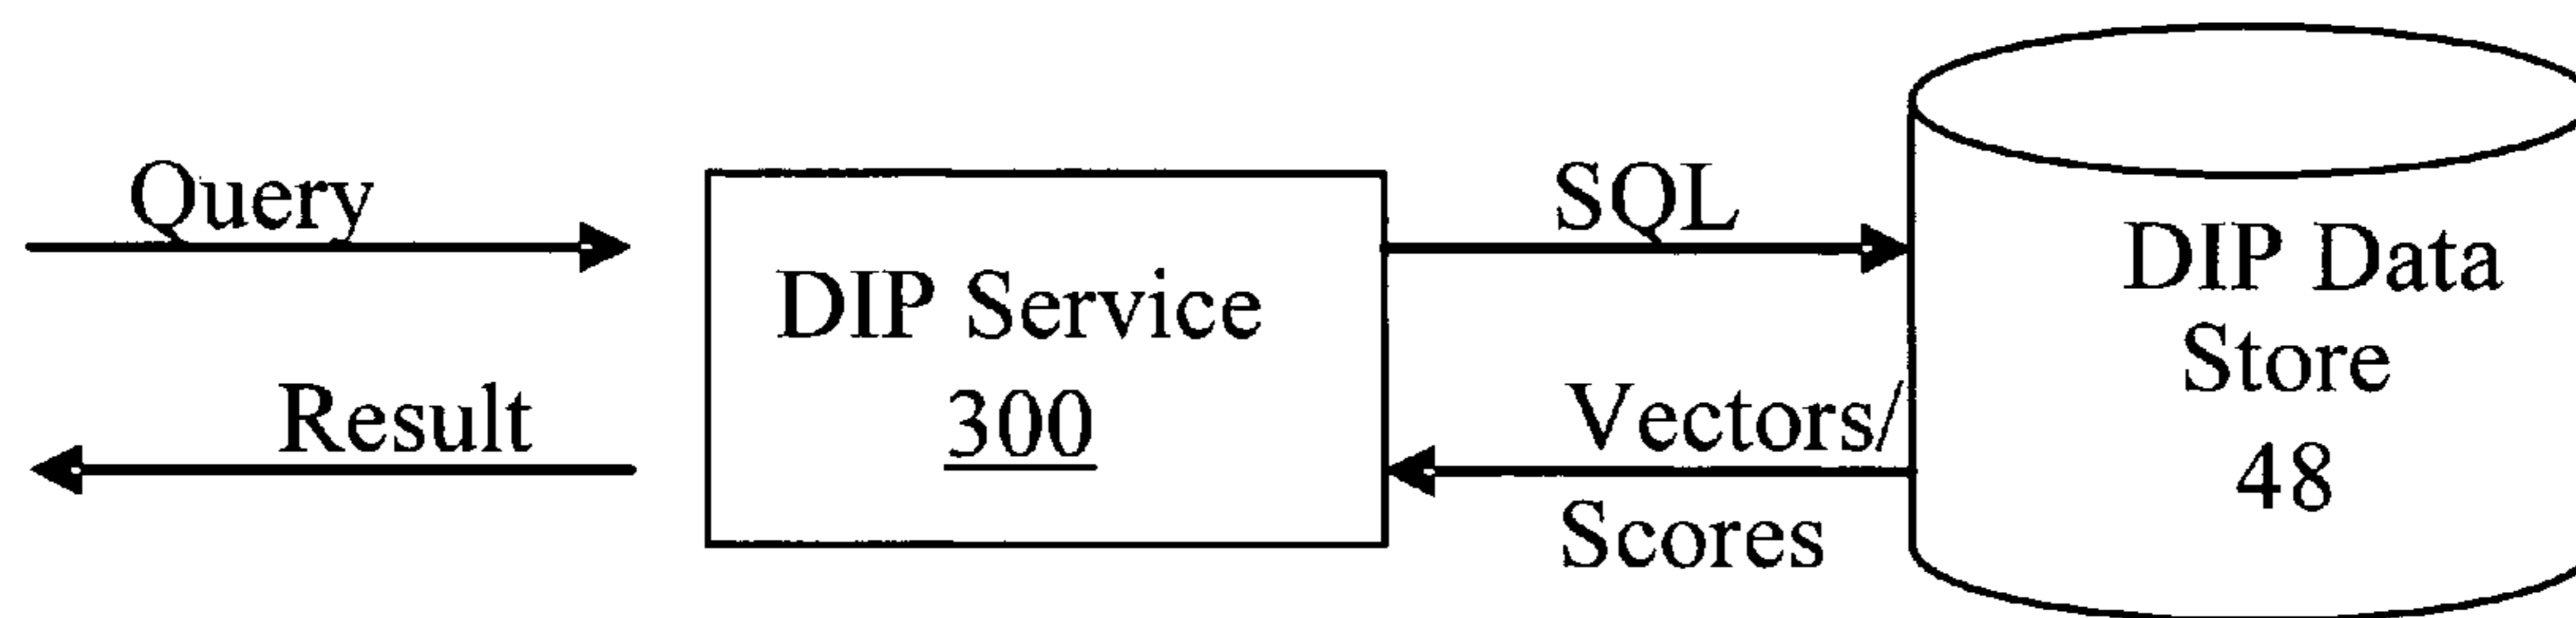 Query
Result
DIP Service
300
SQL
Vectors/
Scores
DIP Data
Store
48